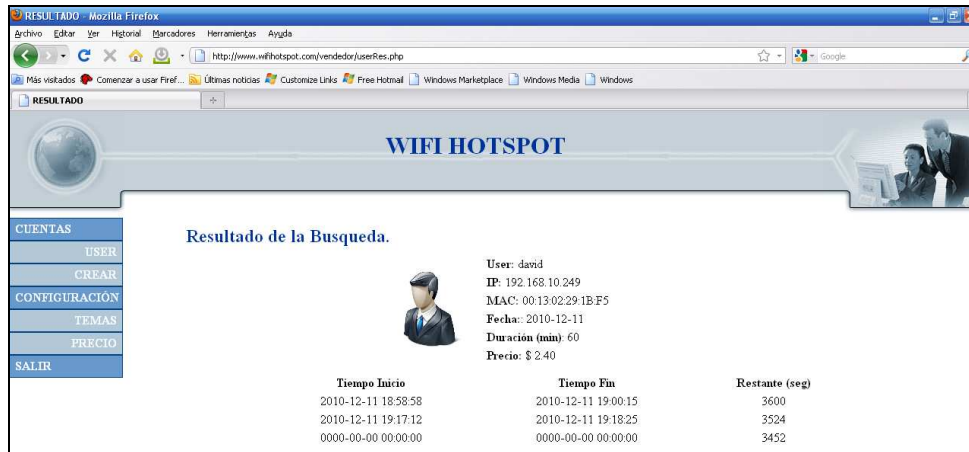 RESULTADO - Mozilla Firefox
Archivo Editar Ver Historial Marcadores Herramientas Ayuda
http://www.wifihotspot.com/vendedor/userRes.php
Google
Más visitados Comenzar a usar Firef... Últimas noticias Customize Links Free Hotmail Windows Marketplace Windows Media Windows
RESULTADO
WIFI HOTSPOT
CUENTAS
USER
CREAR
CONFIGURACIÓN
TEMAS
PRECIO
SALIR
Resultado de la Busqueda.
User: david
IP: 192.168.10.249
MAC: 00:13:02:29:1B:F5
Fecha:: 2010-12-11
Duración (min): 60
Precio: $ 2.40
Tiempo Inicio Tiempo Fin Restante (seg)
2010-12-11 18:58:58 2010-12-11 19:00:15 3600
2010-12-11 19:17:12 2010-12-11 19:18:25 3524
0000-00-00 00:00:00 0000-00-00 00:00:00 3452